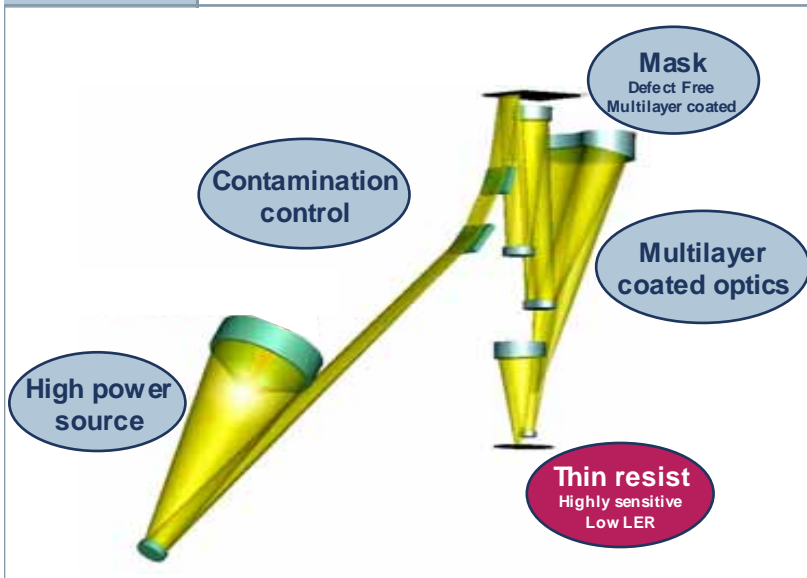 Mask
Defect Free
Multilayer coated
Contamination
control
Multilayer
coated optics
High power
source
Thin resist
Highly sensitive
Low LER